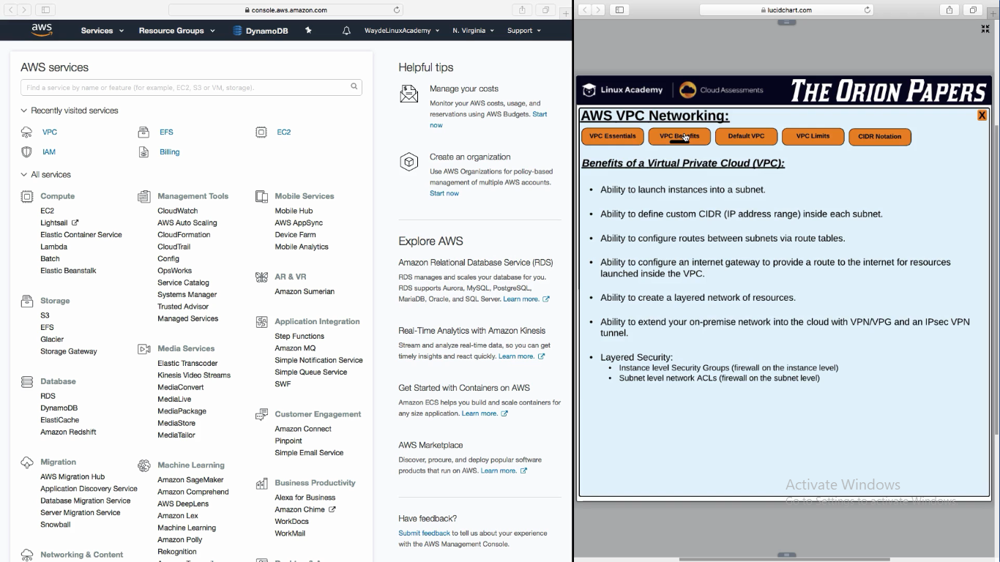 console.aws.amazon.com
aws
Services
Resource Groups
DynamoDB
WaydeLinuxAcademy
N. Virginia
Support
AWS services
Find a service by name or feature (for example, EC2, S3 or VM, storage).
Recently visited services
VPC
EFS
EC2
IAM
Billing
All services
Compute
EC2
Lightsail
Elastic Container Service
Lambda
Batch
Elastic Beanstalk
Storage
S3
EFS
Glacier
Storage Gateway
Database
RDS
DynamoDB
ElastiCache
Amazon Redshift
Migration
AWS Migration Hub
Application Discovery Service
Database Migration Service
Server Migration Service
Snowball
Networking & Content
Management Tools
CloudWatch
AWS Auto Scaling
CloudFormation
CloudTrail
Config
OpsWorks
Service Catalog
Systems Manager
Trusted Advisor
Managed Services
Media Services
Elastic Transcoder
Kinesis Video Streams
MediaConvert
MediaLive
MediaPackage
MediaStore
MediaTailor
Machine Learning
Amazon SageMaker
Amazon Comprehend
AWS DeepLens
Amazon Lex
Machine Learning
Amazon Polly
Rekognition
Mobile Services
Mobile Hub
AWS AppSync
Device Farm
Mobile Analytics
AR & VR
Amazon Sumerian
Application Integration
Step Functions
Amazon MQ
Simple Notification Service
Simple Queue Service
SWF
Customer Engagement
Amazon Connect
Pinpoint
Simple Email Service
Business Productivity
Alexa for Business
Amazon Chime
WorkDocs
WorkMail
Helpful tips
Manage your costs
Monitor your AWS costs, usage, and
reservations using AWS Budgets. Start
now
Create an organization
Use AWS Organizations for policy-based
management of multiple AWS accounts.
Start now
Explore AWS
Amazon Relational Database Service (RDS)
RDS manages and scales your database for you.
RDS supports Aurora, MySQL, PostgreSQL,
MariaDB, Oracle, and SQL Server. Learn more.
Real-Time Analytics with Amazon Kinesis
Stream and analyze real-time data, so you can get
timely insights and react quickly. Learn more.
Get Started with Containers on AWS
Amazon ECS helps you build and scale containers for
any size application. Learn more.
AWS Marketplace
Discover, procure, and deploy popular software
products that run on AWS. Learn more.
Have feedback?
Submit feedback to tell us about your experience
with the AWS Management Console.
lucidchart.com
Linux Academy
Cloud Assessments
THE ORION PAPERS
AWS VPC Networking:
X
VPC Essentials
VPC Benefits
Default VPC
VPC Limits
CIDR Notation
Benefits of a Virtual Private Cloud (VPC):
• Ability to launch instances into a subnet.
• Ability to define custom CIDR (IP address range) inside each subnet.
• Ability to configure routes between subnets via route tables.
• Ability to configure an internet gateway to provide a route to the internet for resources
launched inside the VPC.
• Ability to create a layered network of resources.
• Ability to extend your on-premise network into the cloud with VPN/VPG and an IPsec VPN
tunnel.
• Layered Security:
• Instance level Security Groups (firewall on the instance level)
• Subnet level network ACLs (firewall on the subnet level)
Activate Windows
Go to Settings to activate Windows.